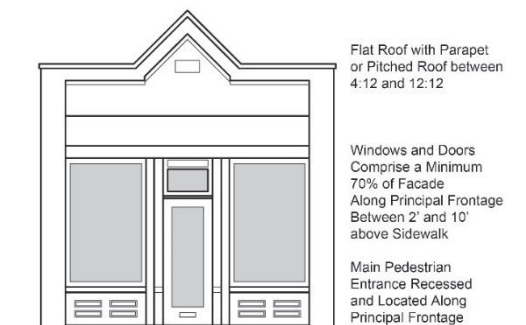 Flat Roof with Parapet
or Pitched Roof between
4:12 and 12:12
Windows and Doors
Comprise a Minimum
70% of Facade
Along Principal Frontage
Between 2' and 10'
above Sidewalk
Main Pedestrian
Entrance Recessed
and Located Along
Principal Frontage